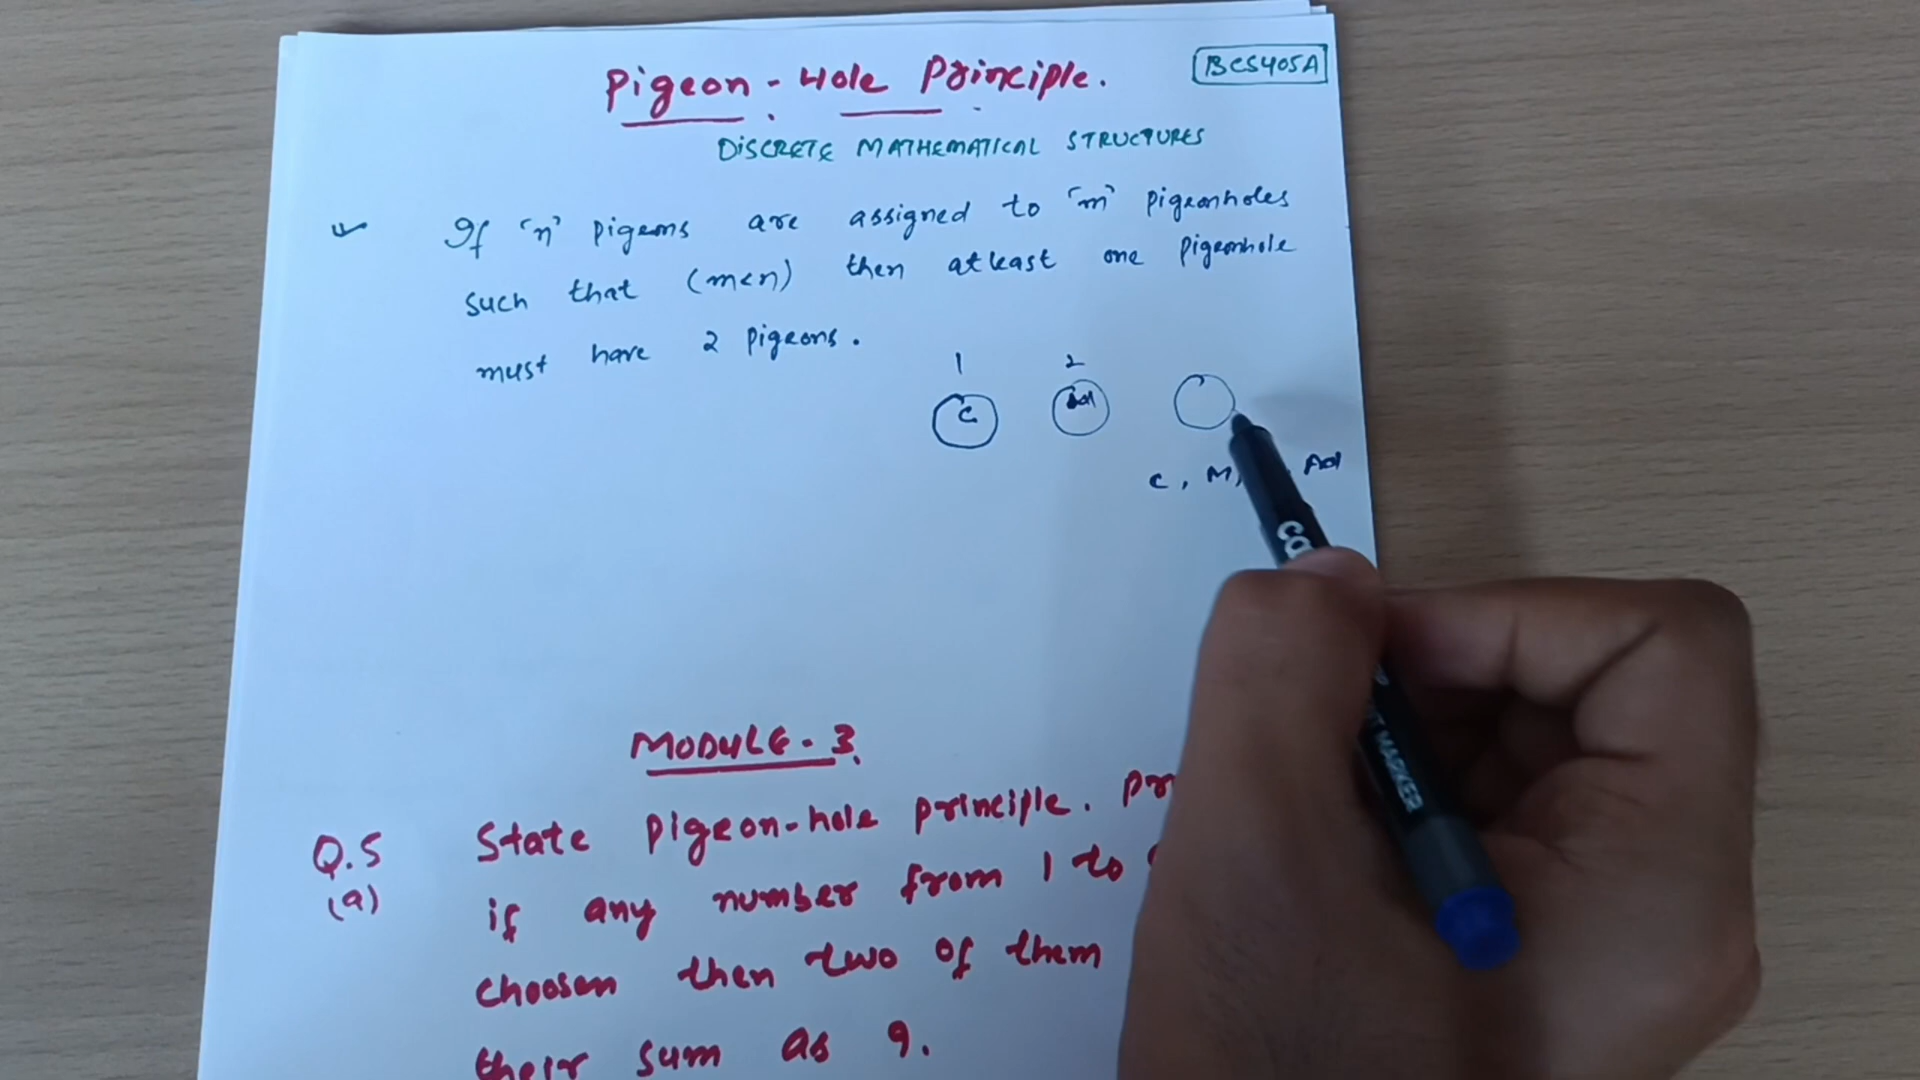 Pigeon-Hole Principle.
BCS405A
DISCRETE MATHEMATICAL STRUCTURES
If 'n' pigeons are assigned to 'm' pigeonholes
such that (m<n) then atleast one pigeonhole
must have 2 pigeons.
1 2
C
C, M,
MODULE-3
Q.5 State pigeon-hole principle.
(a) if any number from 1 to
choosen then two of them
their sum as 9.
MARKER